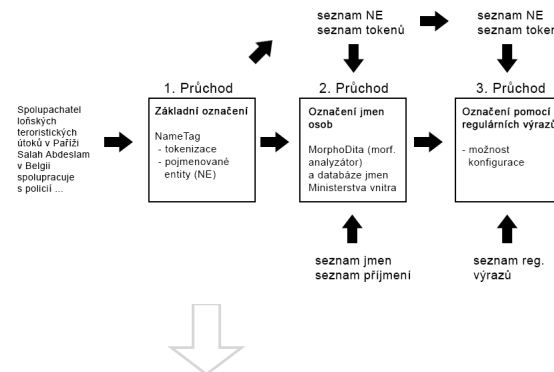 seznam NE
seznam tokenů
seznam NE
1. Průchod
2. Průchod
3. Průchod
Spolupachatel
loňských
teroristických
útoků v Paříži
Salah Abdeslam
v Belgii
spolupracuje
s policií ...
Základní označení
NameTag
- tokenizace
- pojmenované
entity (NE)
Označení jmen
osob
MorphoDita (morf.
analyzátor)
a databáze jmen
Ministerstva vnitra
Označení pomocí
regulárních výrazů
- možnost
konfigurace
seznam jmen
seznam příjmení
seznam reg.
výrazů